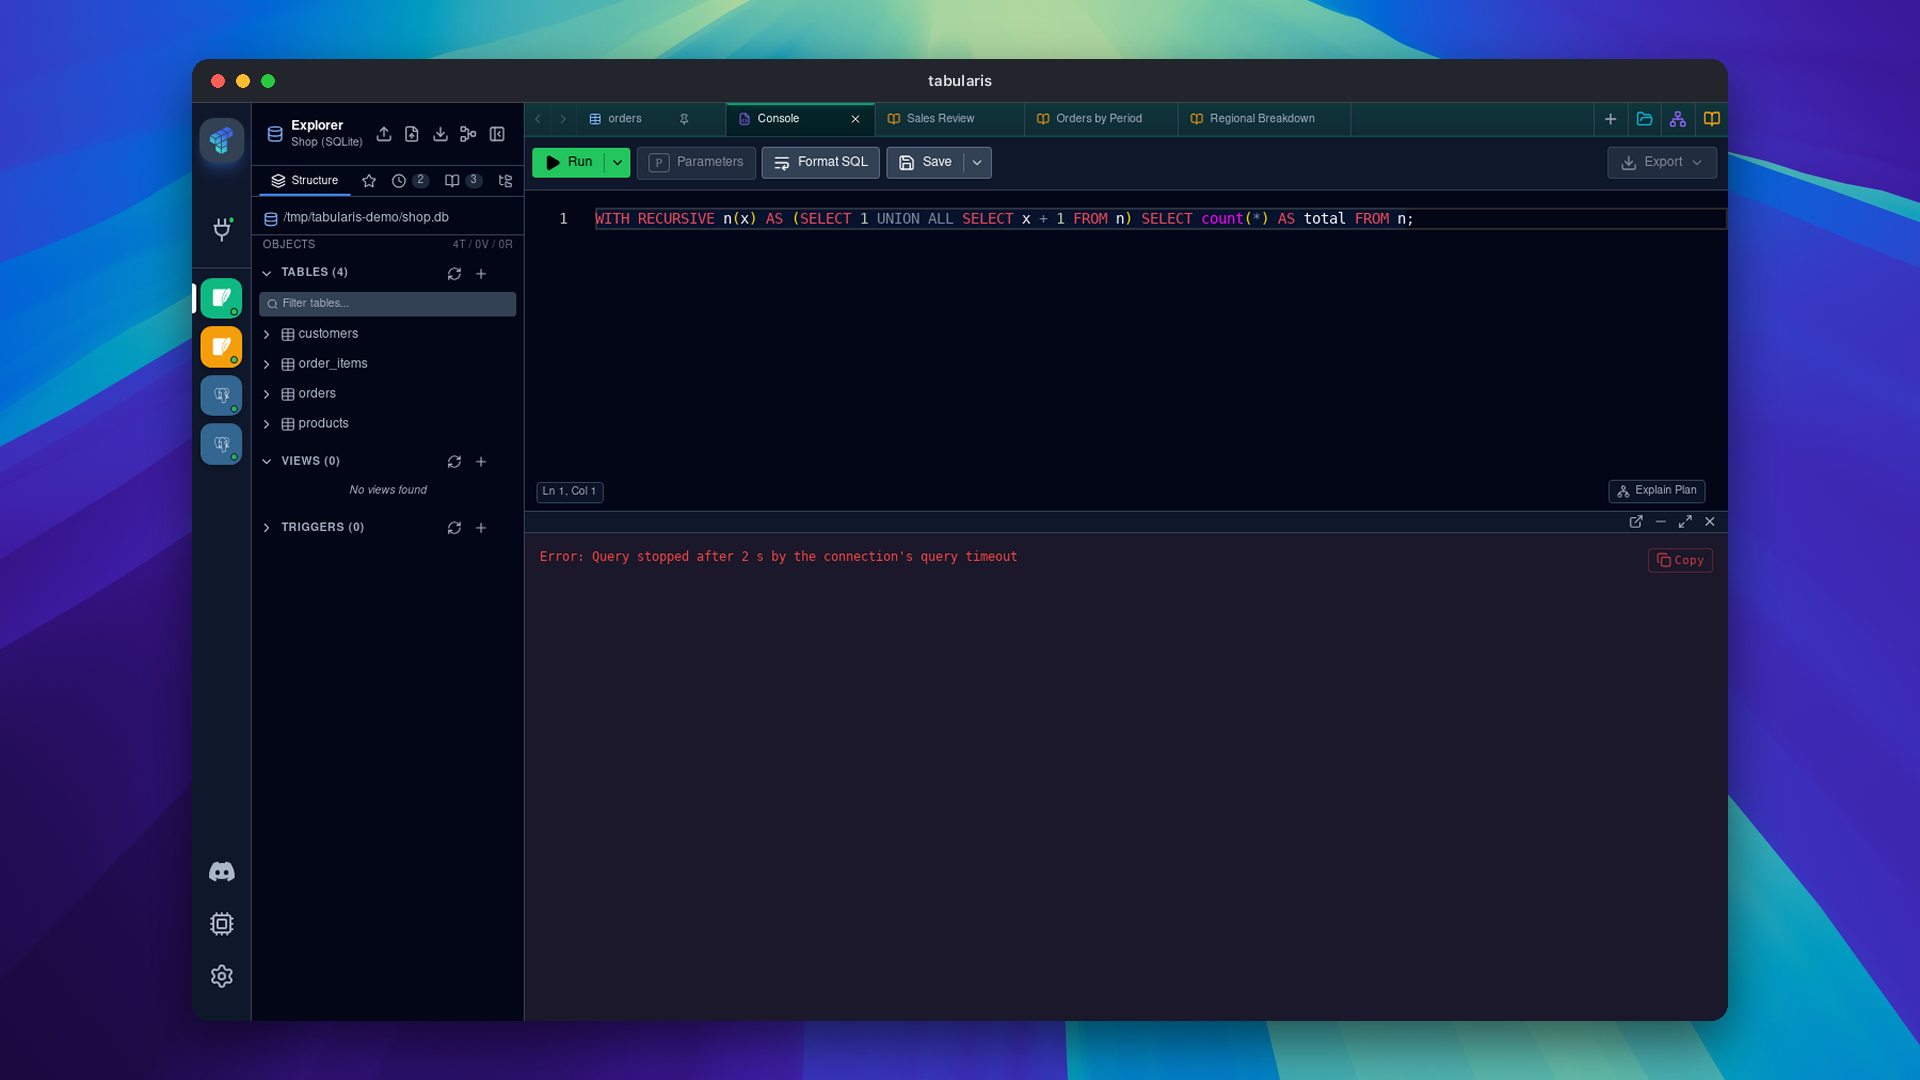 tabularis
Explorer
Shop (SQLite)
orders
Console
Sales Review
Orders by Period
Regional Breakdown
Run
P
Parameters
Format SQL
Save
Export
Structure
2
3
/tmp/tabularis-demo/shop.db
OBJECTS
4T / 0V / 0R
TABLES (4)
Filter tables...
customers
order_items
orders
products
VIEWS (0)
No views found
TRIGGERS (0)
1
WITH RECURSIVE n(x) AS (SELECT 1 UNION ALL SELECT x + 1 FROM n) SELECT count(*) AS total FROM n;
Ln 1, Col 1
Explain Plan
Error: Query stopped after 2 s by the connection's query timeout
Copy